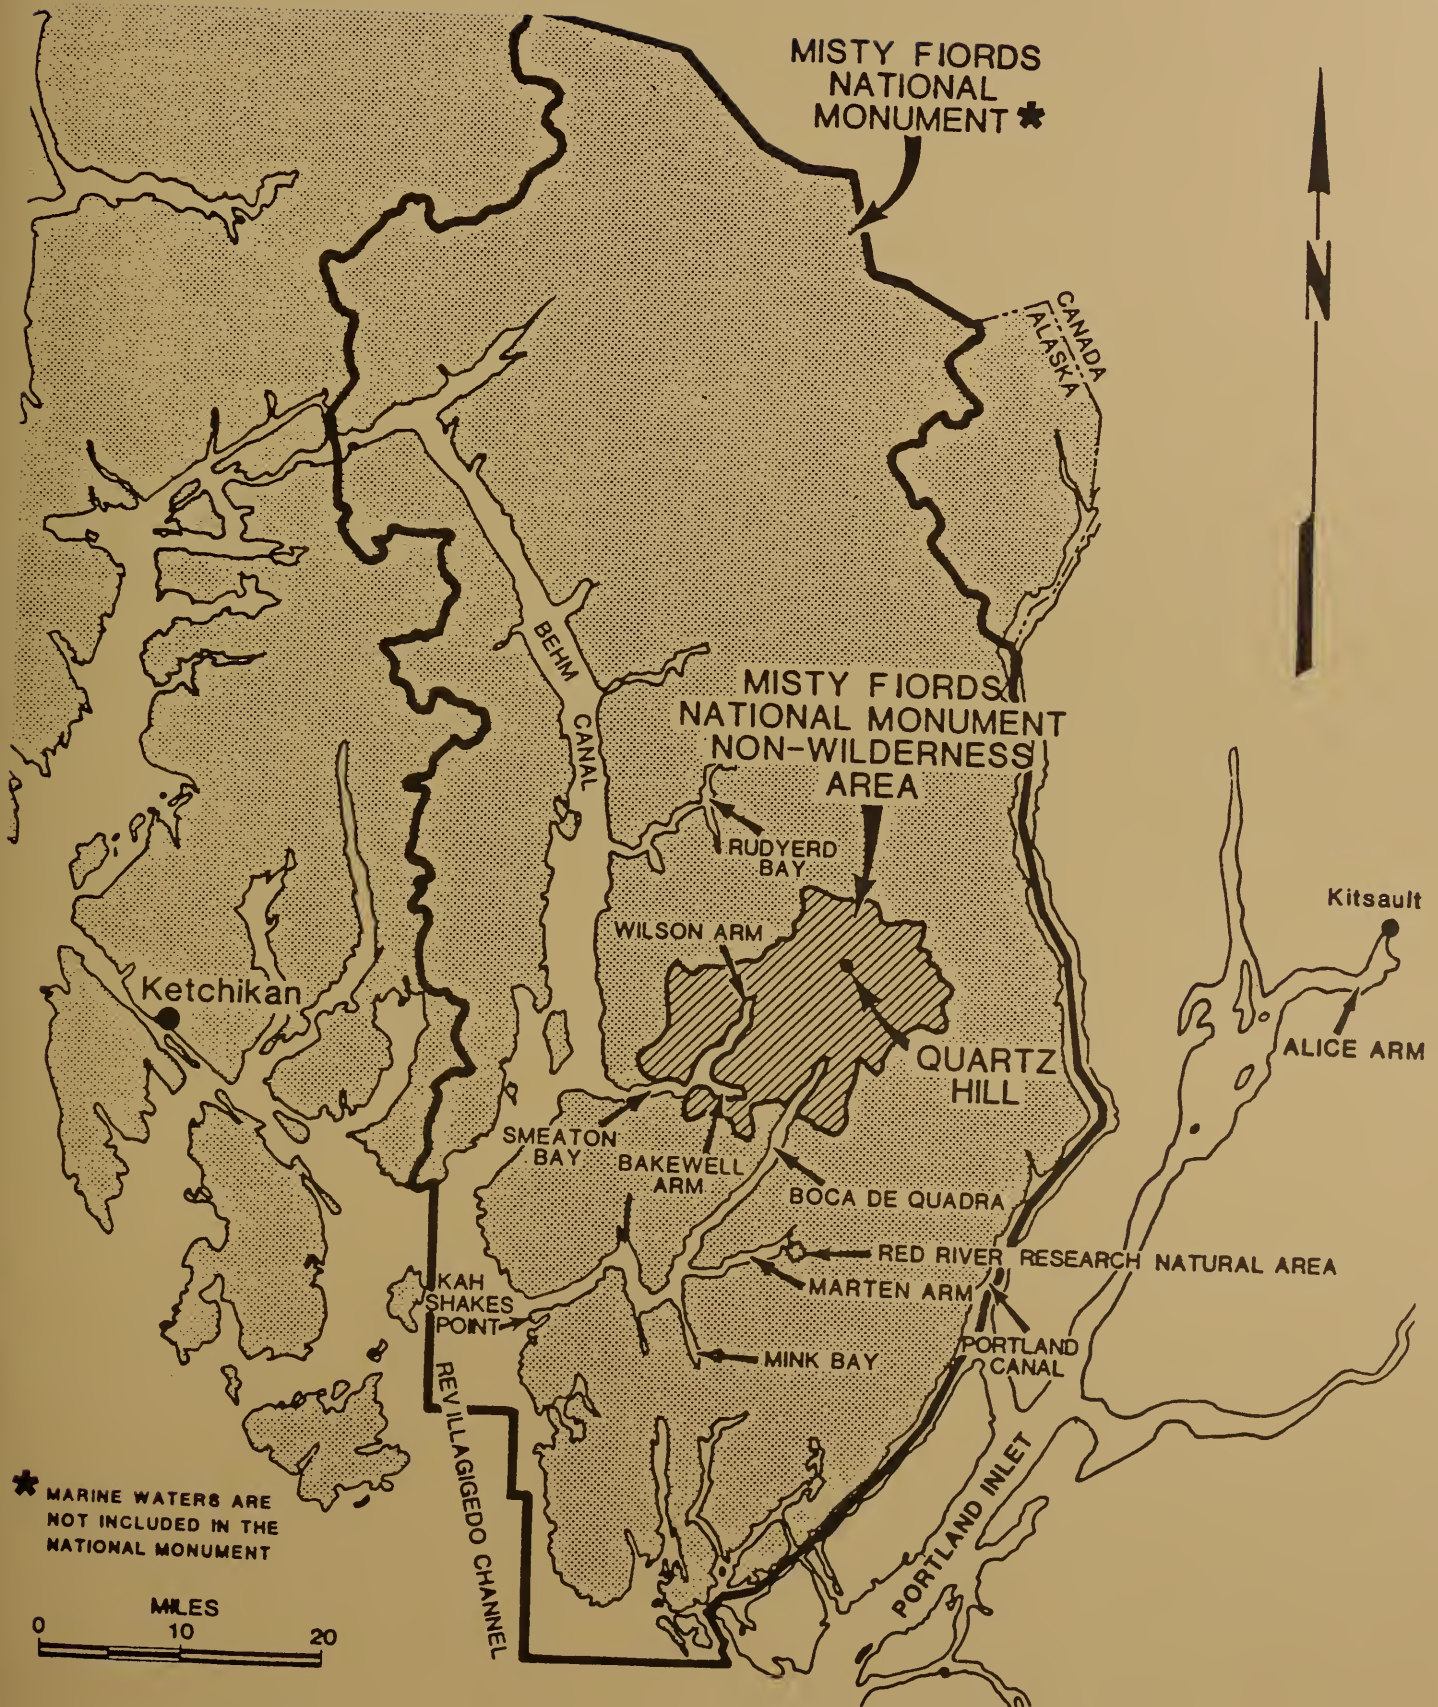 MISTY FIORDS
NATIONAL
MONUMENT *
N
CANADA
ALASKA
BEHM
CANAL
MISTY FIORDS
NATIONAL MONUMENT
NON-WILDERNESS
AREA
RUDYERD
BAY
WILSON ARM
Kitsault
Ketchikan
ALICE ARM
QUARTZ
HILL
SMEATON
BAY
BAKEWELL
ARM
BOCA DE QUADRA
RED RIVER RESEARCH NATURAL AREA
MARTEN ARM
KAH
SHAKES
POINT
PORTLAND
CANAL
MINK BAY
REVILLAGIGEDO CHANNEL
PORTLAND INLET
* MARINE WATERS ARE
NOT INCLUDED IN THE
NATIONAL MONUMENT
MILES
0 10 20